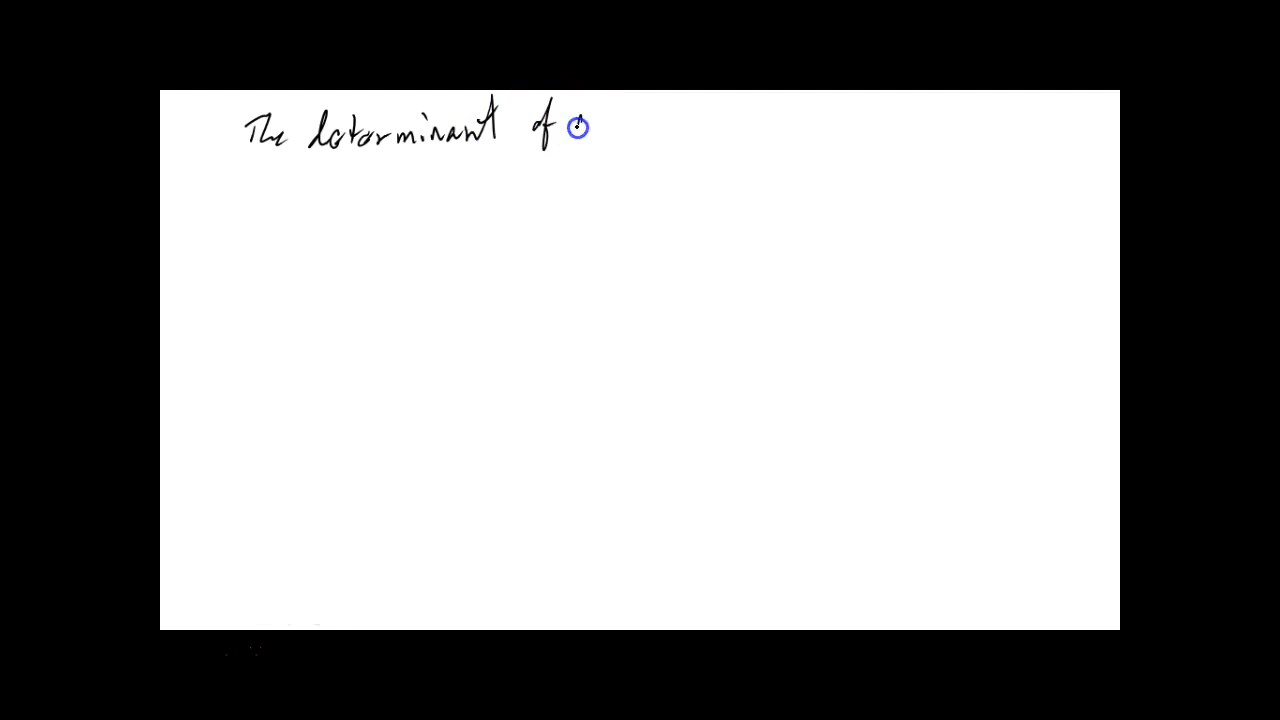 The determinant of